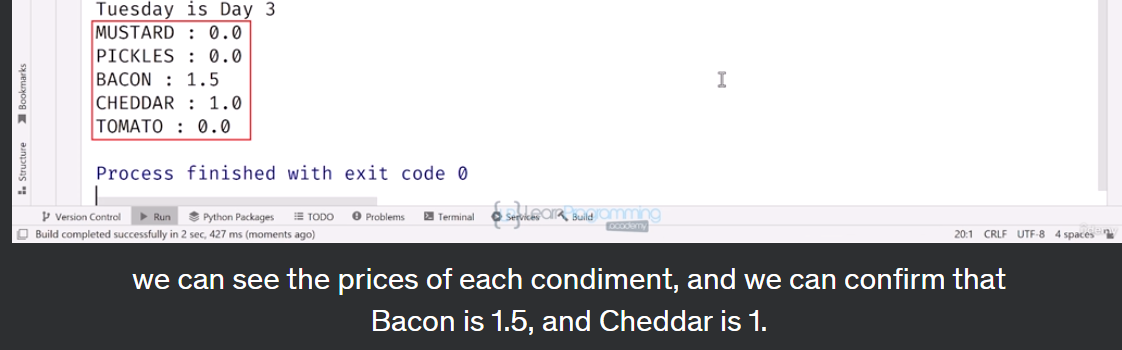 Tuesday is Day 3
MUSTARD : 0.0
PICKLES : 0.0
BACON : 1.5
CHEDDAR : 1.0
TOMATO : 0.0
Process finished with exit code 0
Bookmarks
Structure
Version Control Run Python Packages TODO Problems Terminal Services Build
LearnProgramming
academy
Build completed successfully in 2 sec, 427 ms (moments ago) 20:1 CRLF UTF-8 4 spaces
we can see the prices of each condiment, and we can confirm that
Bacon is 1.5, and Cheddar is 1.